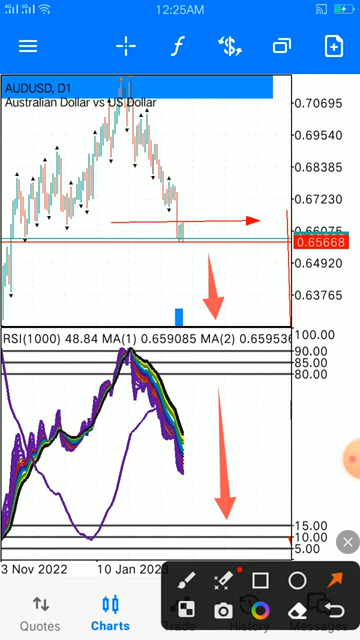 12:25AM
AUDUSD, D1
Australian Dollar vs US Dollar
0.70695
0.69540
0.68385
0.67230
0.66075
0.65668
0.64920
0.63765
RSI(1000) 48.84 MA(1) 0.659085 MA(2) 0.659536
100.00
90.00
85.00
80.00
15.00
10.00
5.00
3 Nov 2022 10 Jan 2023
Quotes Charts Trade History Messages